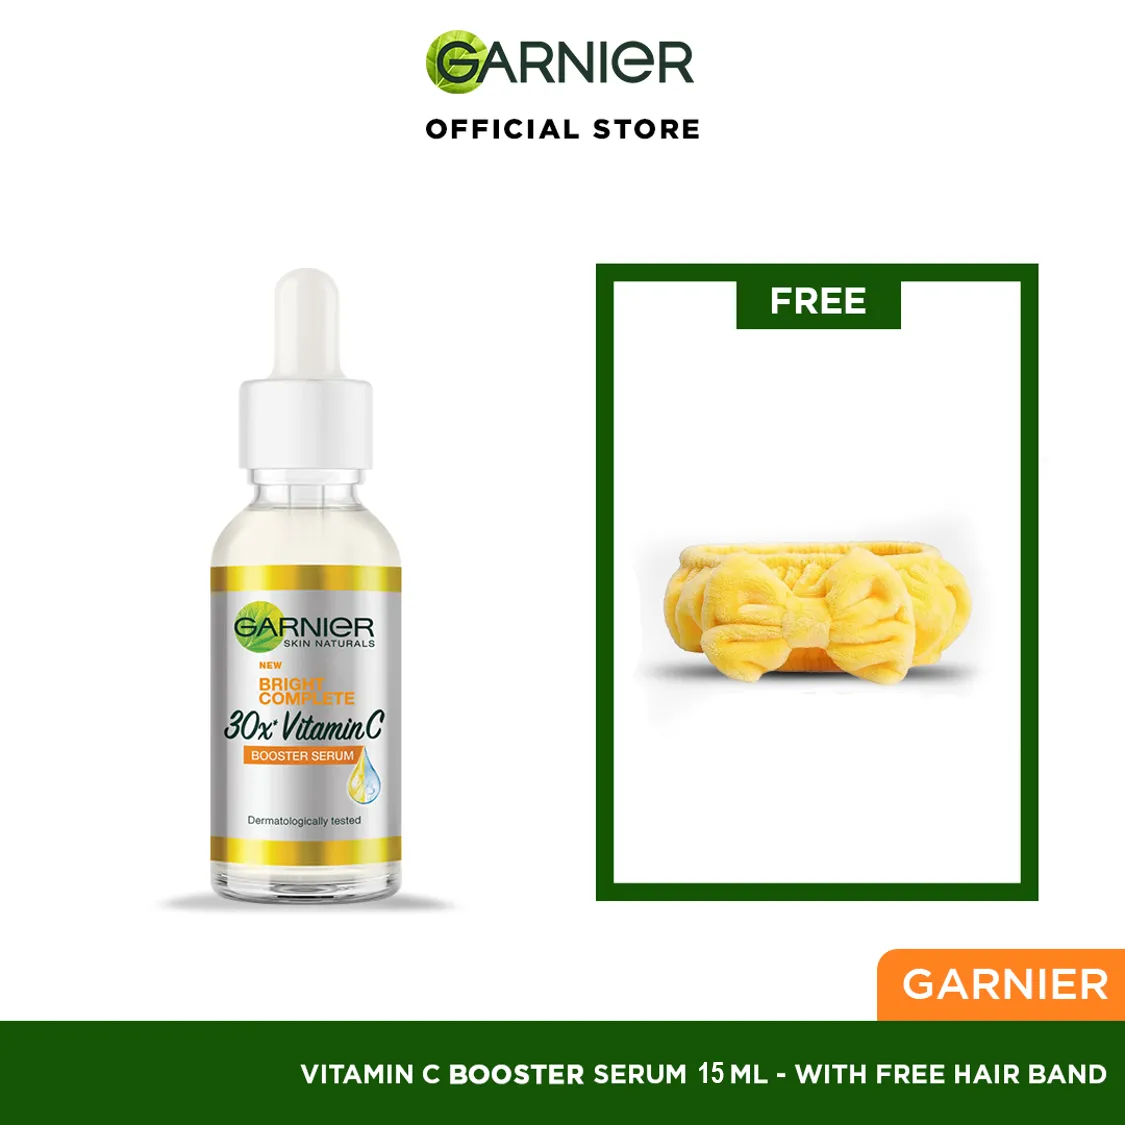 GARNIER
OFFICIAL STORE
FREE
GARNIER
SKIN NATURALS
NEW
BRIGHT
COMPLETE
30x* Vitamin C
BOOSTER SERUM
Dermatologically tested
GARNIER
VITAMIN C BOOSTER SERUM 15 ML - WITH FREE HAIR BAND